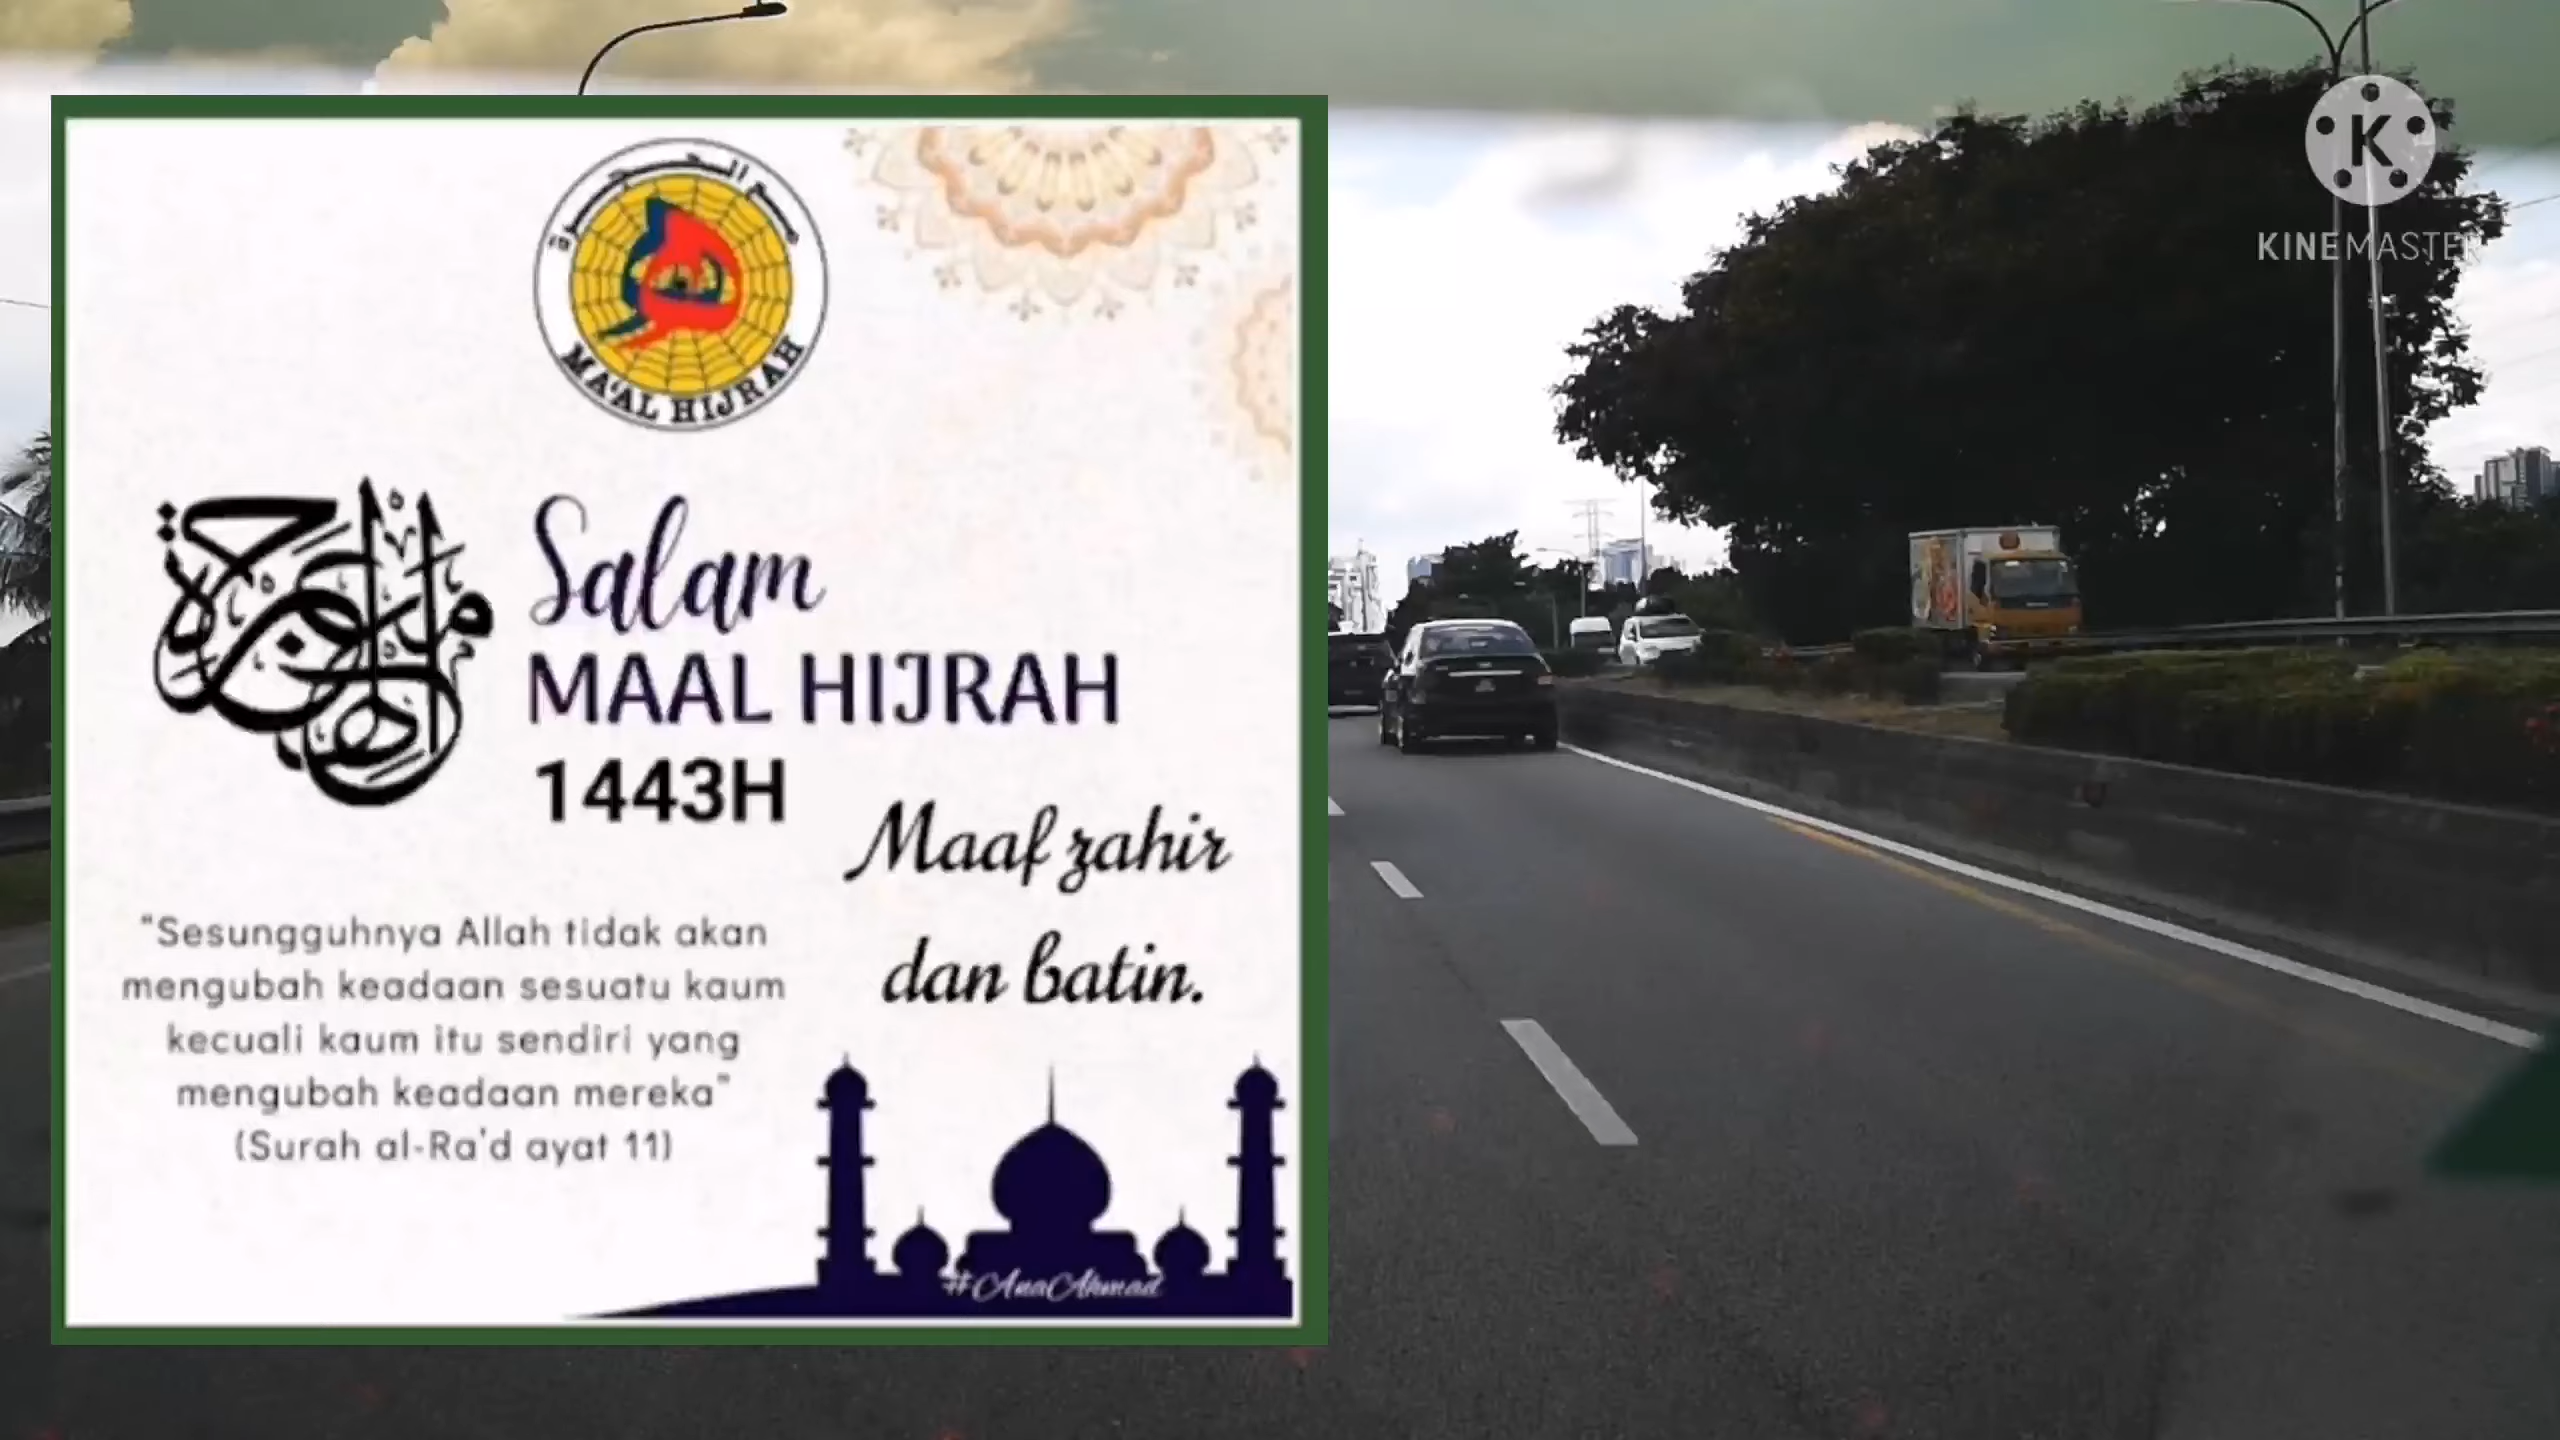 MA'AL HIJRAH
Salam
MAAL HIJRAH
1443H
Maaf zahir
dan batin.
"Sesungguhnya Allah tidak akan
mengubah keadaan sesuatu kaum
kecuali kaum itu sendiri yang
mengubah keadaan mereka"
(Surah al-Ra'd ayat 11)
#AnaAhmad
K
KINEMASTER